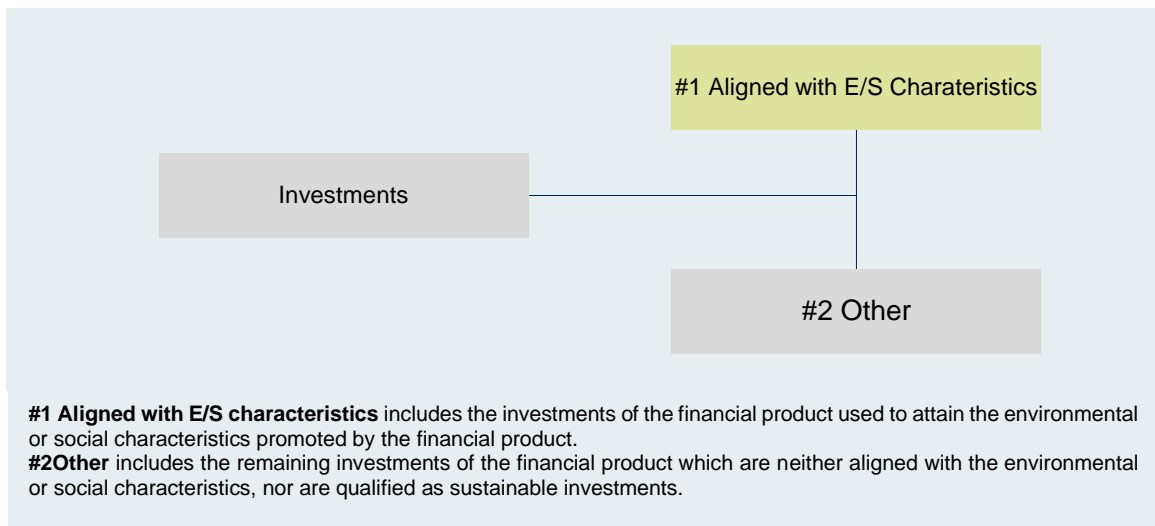 #1 Aligned with E/S Charateristics
Investments
#2 Other
#1 Aligned with E/S characteristics includes the investments of the financial product used to attain the environmental
or social characteristics promoted by the financial product.
#2Other includes the remaining investments of the financial product which are neither aligned with the environmental
or social characteristics, nor are qualified as sustainable investments.